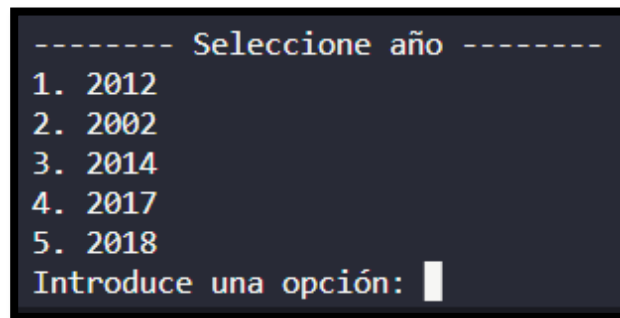 -------- Seleccione año --------
1. 2012
2. 2002
3. 2014
4. 2017
5. 2018
Introduce una opción: